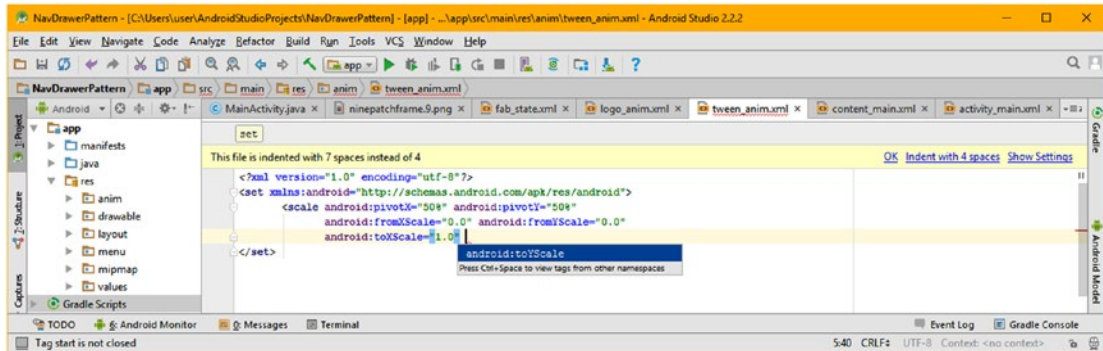 NavDrawerPattern - [C:\Users\user\AndroidStudioProjects\NavDrawerPattern] - [app] - ...\app\src\main\res\anim\tween_anim.xml - Android Studio 2.2.2
File Edit View Navigate Code Analyze Refactor Build Run Tools VCS Window Help
app
NavDrawerPattern app src main res anim tween_anim.xml
Android MainActivity.java ninepatchframe.9.png fab_state.xml logo_anim.xml tween_anim.xml content_main.xml activity_main.xml
1: Project
Z: Structure
Captures
app
manifests
java
res
anim
drawable
layout
menu
mipmap
values
Gradle Scripts
set
This file is indented with 7 spaces instead of 4 OK Indent with 4 spaces Show Settings
<?xml version="1.0" encoding="utf-8"?>
<set xmlns:android="http://schemas.android.com/apk/res/android">
<scale android:pivotX="50%" android:pivotY="50%"
android:fromXScale="0.0" android:fromYScale="0.0"
android:toXScale="1.0"
</set>
android:toYScale
Press Ctrl+Space to view tags from other namespaces
Gradle
Android Model
TODO 6: Android Monitor 0: Messages Terminal Event Log Gradle Console
Tag start is not closed 5:40 CRLF UTF-8 Context: <no context>